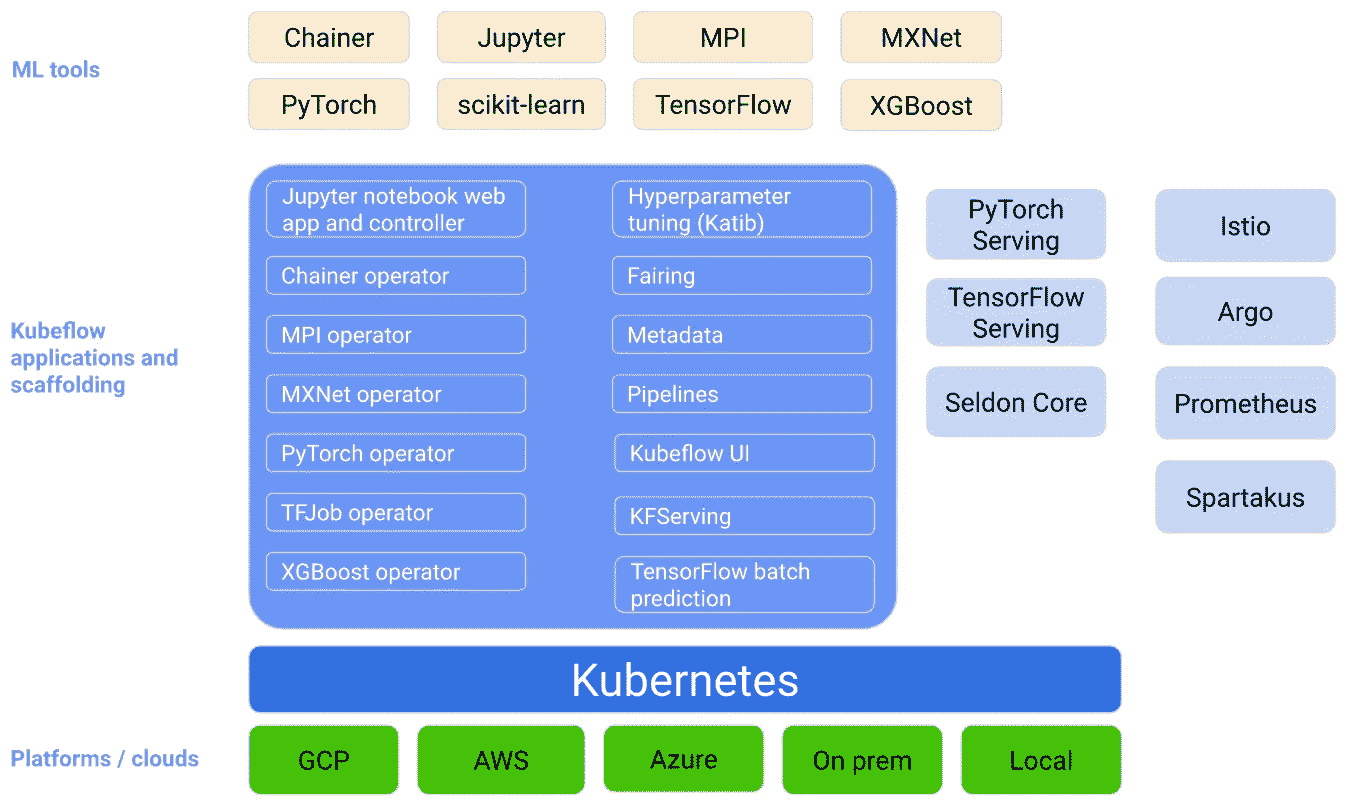 ML tools
Chainer
Jupyter
MPI
MXNet
PyTorch
scikit-learn
TensorFlow
XGBoost
Kubeflow
applications and
scaffolding
Jupyter notebook web
app and controller
Chainer operator
MPI operator
MXNet operator
PyTorch operator
TFJob operator
XGBoost operator
Hyperparameter
tuning (Katib)
Fairing
Metadata
Pipelines
Kubeflow UI
KFServing
TensorFlow batch
prediction
PyTorch
Serving
TensorFlow
Serving
Seldon Core
Istio
Argo
Prometheus
Spartakus
Kubernetes
Platforms / clouds
GCP
AWS
Azure
On prem
Local